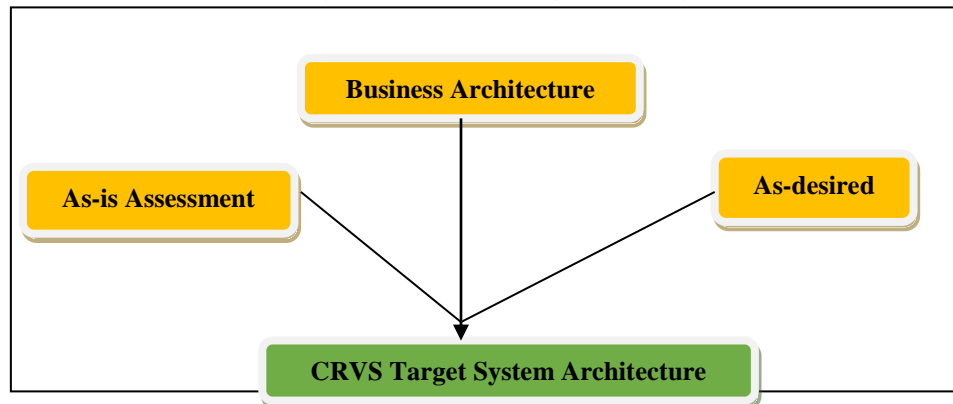 Business Architecture
As-is Assessment
As-desired
CRVS Target System Architecture